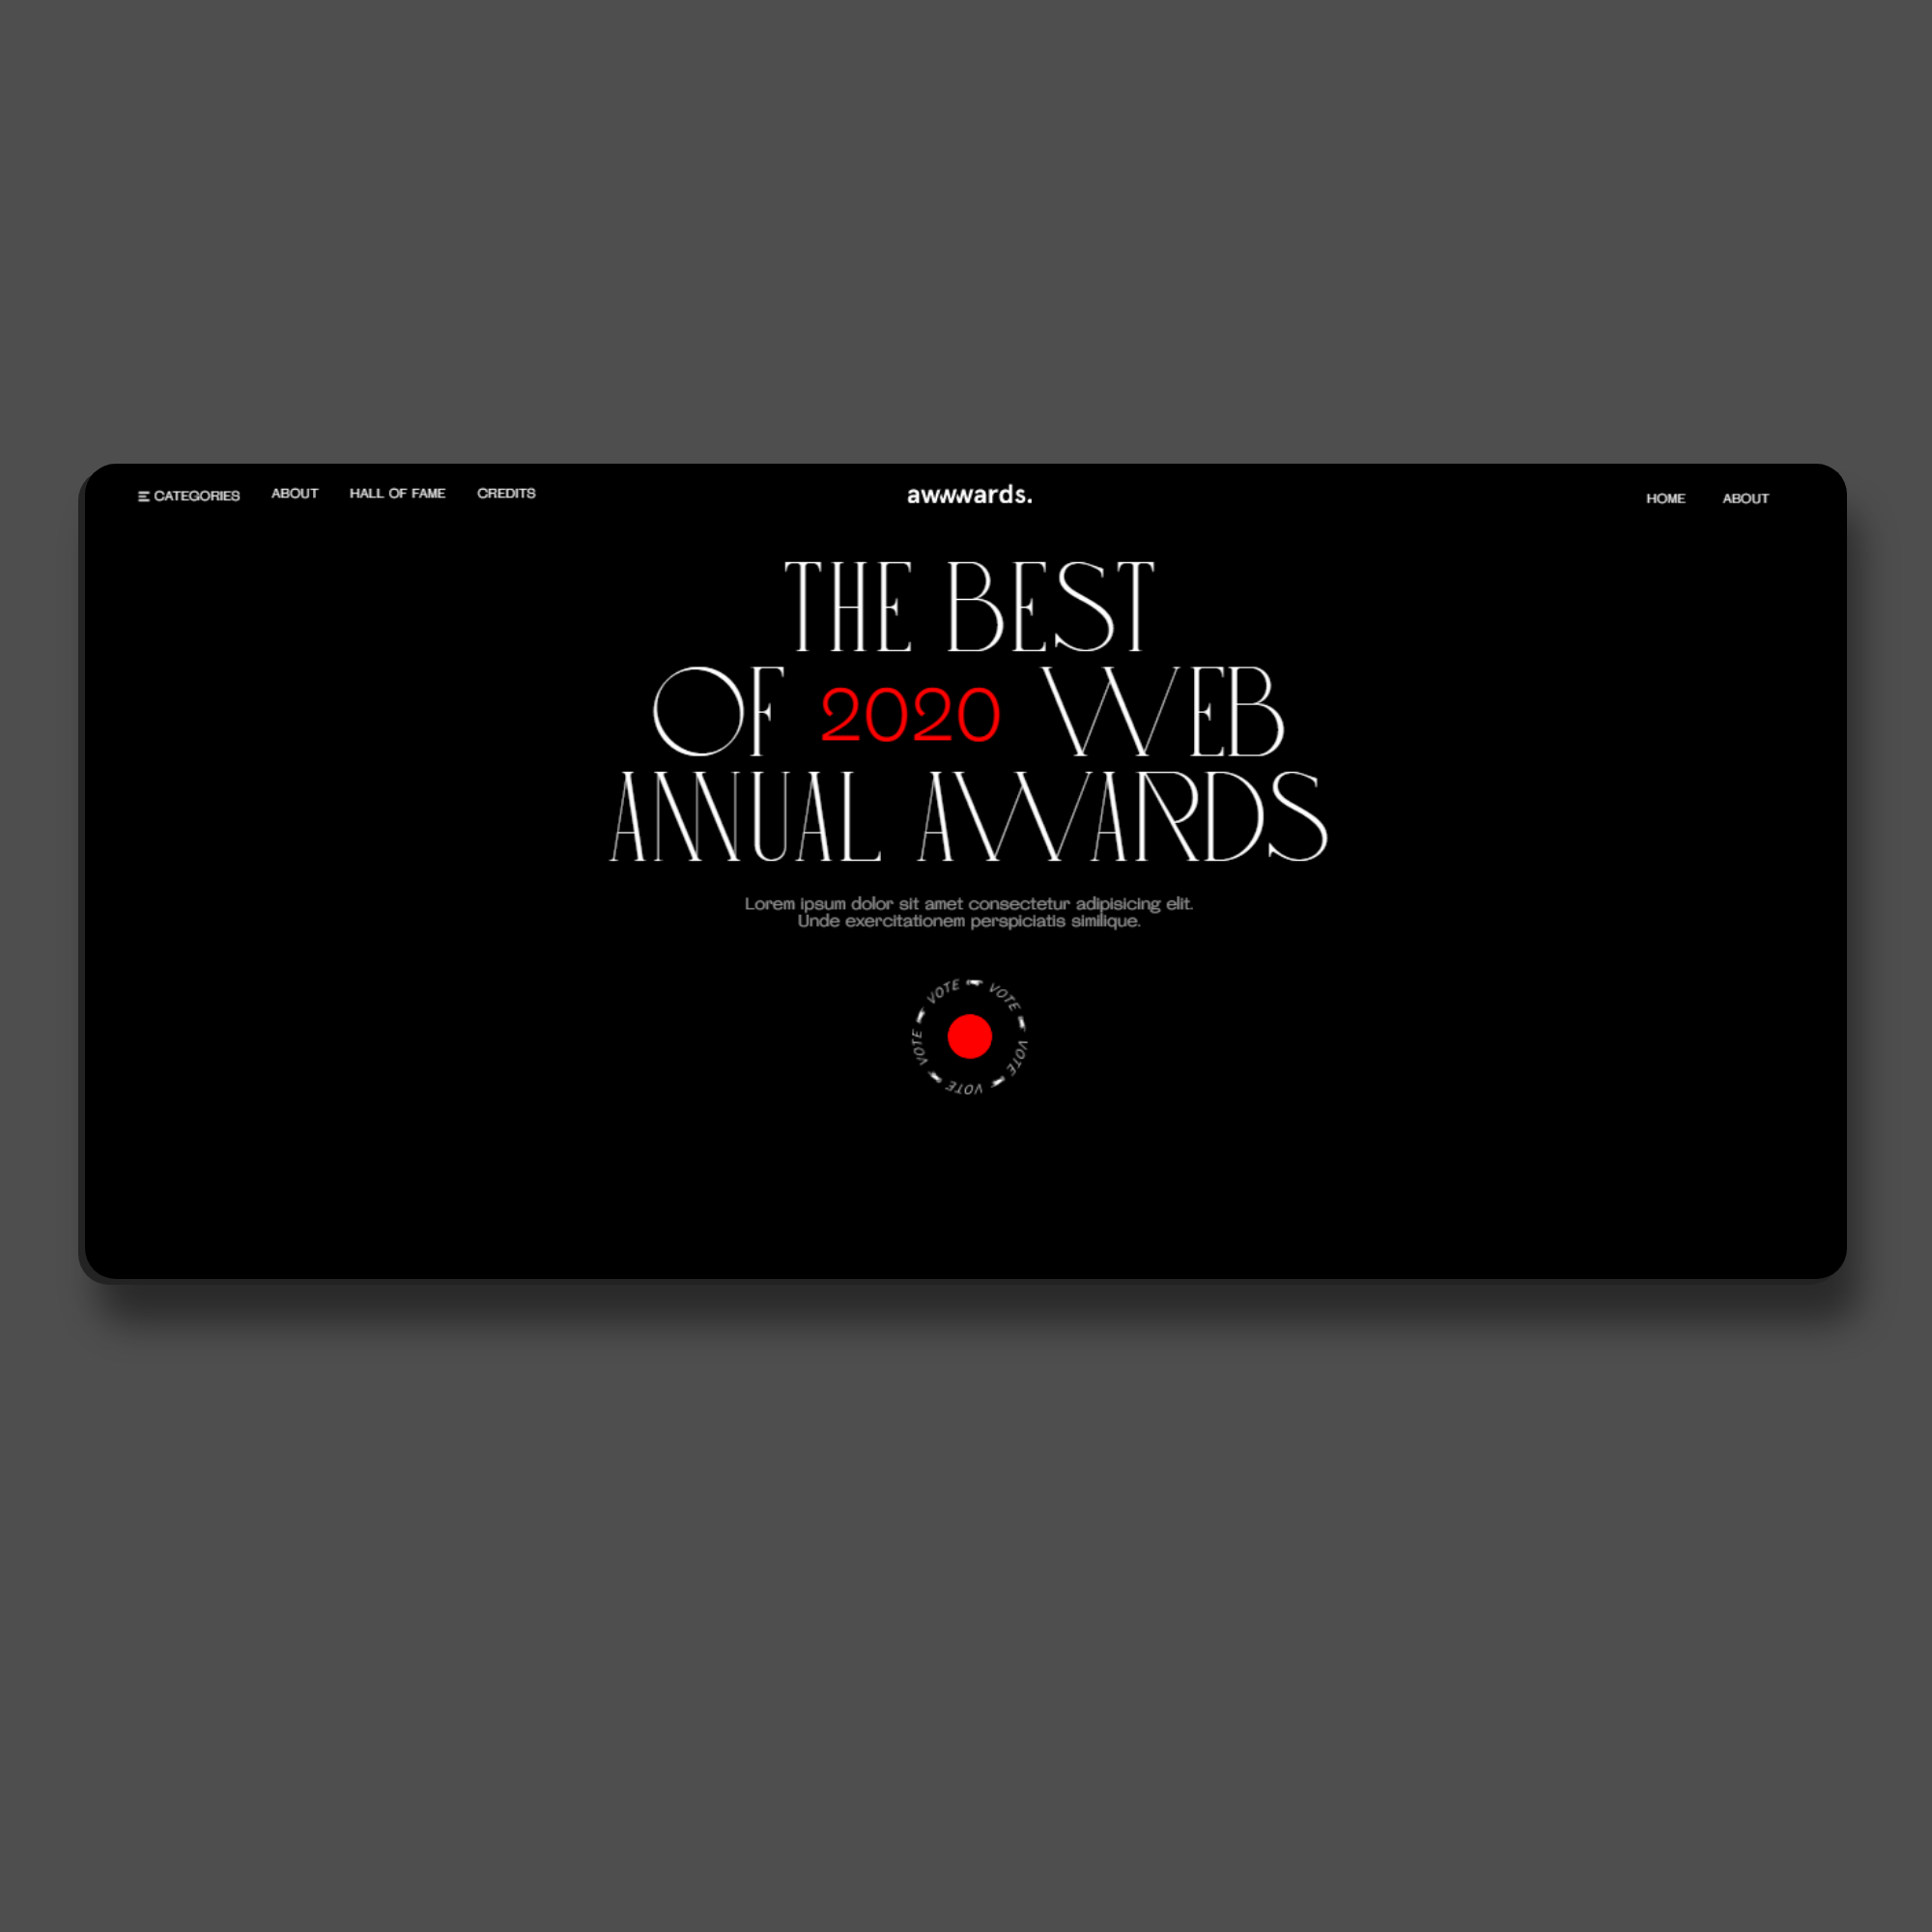 CATEGORIES ABOUT HALL OF FAME CREDITS awwwards. HOME ABOUT
THE BEST
OF 2020 WEB
ANNUAL AWARDS
Lorem ipsum dolor sit amet consectetur adipisicing elit.
Unde exercitationem perspiciatis similique.
VOTE VOTE VOTE VOTE VOTE